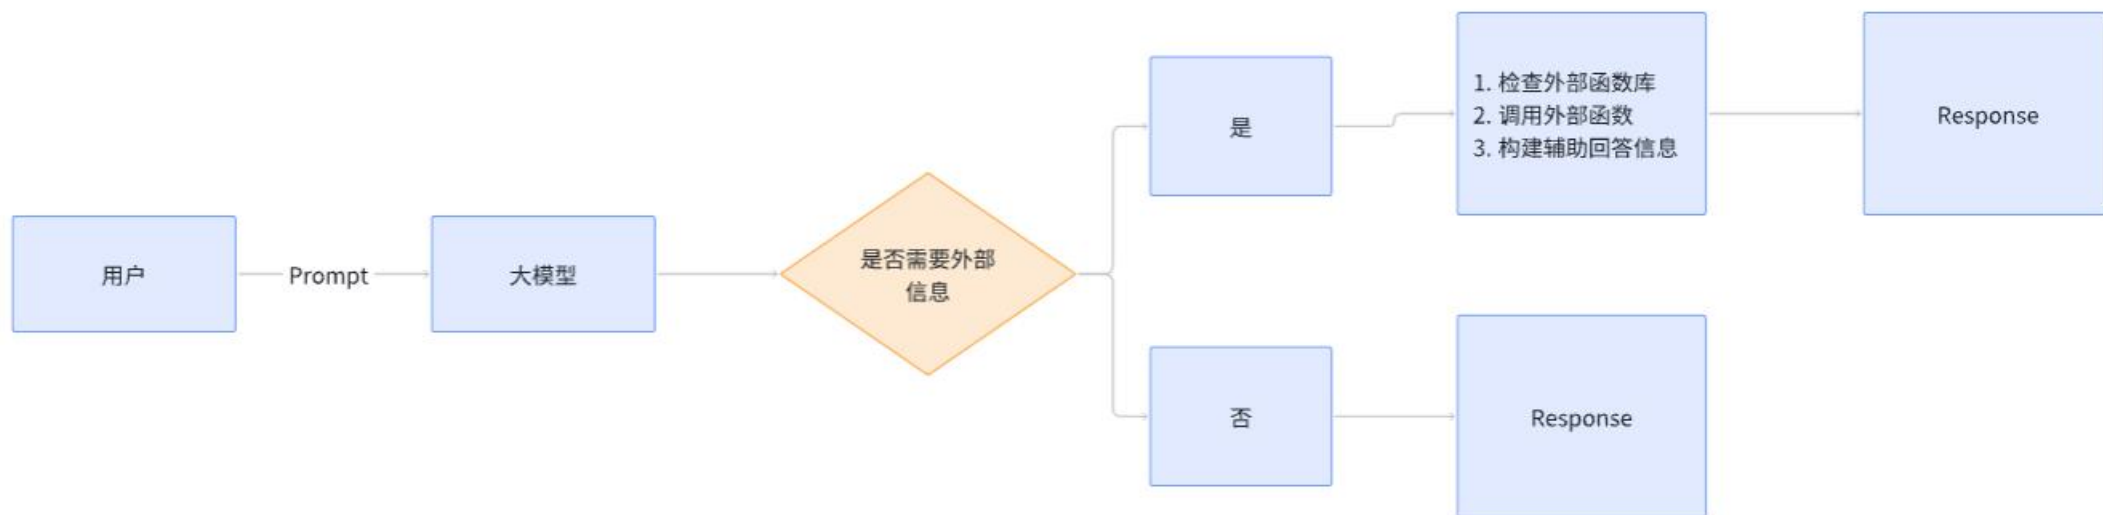 用户
Prompt
大模型
是否需要外部
信息
是
1. 检查外部函数库
2. 调用外部函数
3. 构建辅助回答信息
Response
否
Response